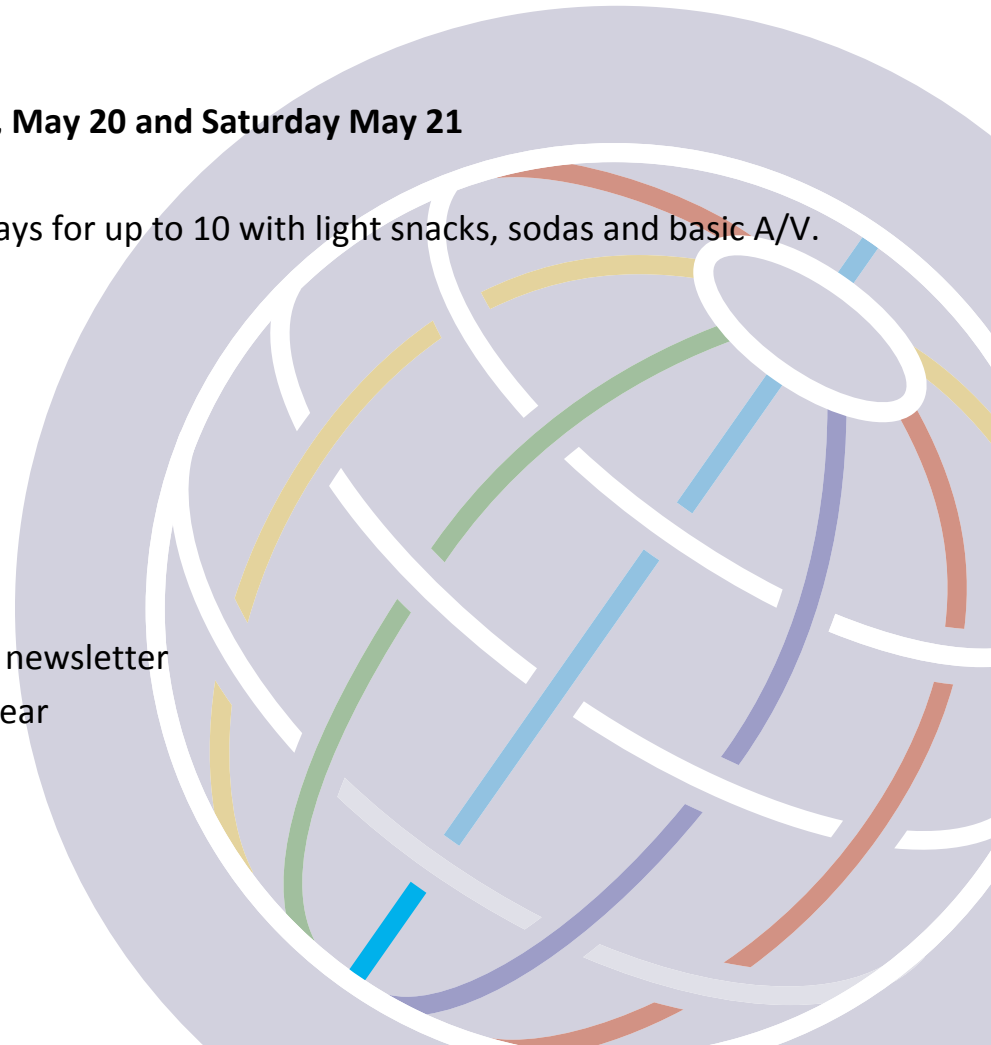 May 20 and Saturday May 21
ays for up to 10 with light snacks, sodas and basic A/V.
newsletter
ear